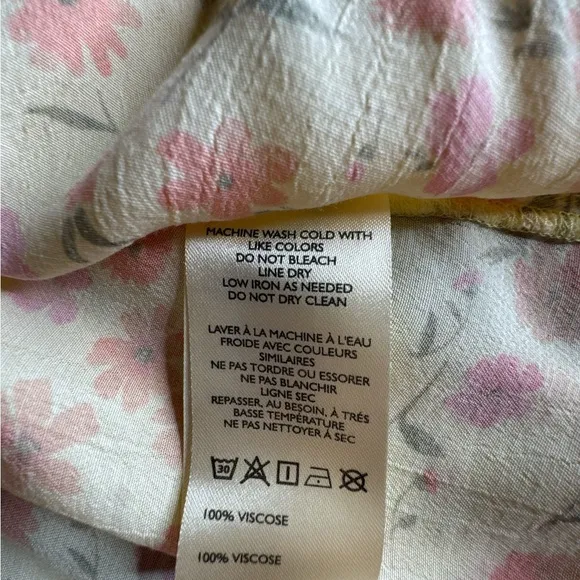 MACHINE WASH COLD WITH
LIKE COLORS
DO NOT BLEACH
LINE DRY
LOW IRON AS NEEDED
DO NOT DRY CLEAN
LAVER À LA MACHINE À L'EAU
FROIDE AVEC COULEURS
SIMILAIRES
NE PAS TORDRE OU ESSORER
NE PAS BLANCHIR
LIGNE SEC
REPASSER, AU BESOIN, À TRÉS
BASSE TEMPÉRATURE
NE PAS NETTOYER À SEC
30
100% VISCOSE
100% VISCOSE